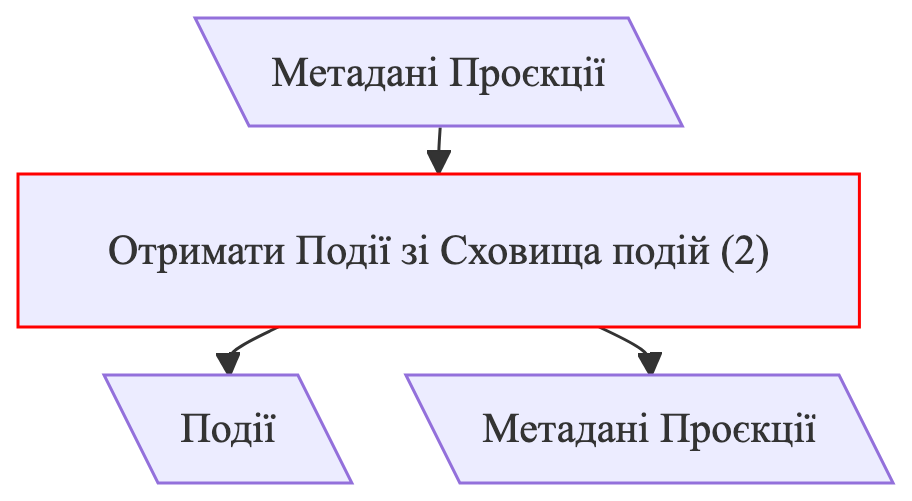 Метадані Проєкції
Отримати Події зі Сховища подій (2)
Події
Метадані Проєкції